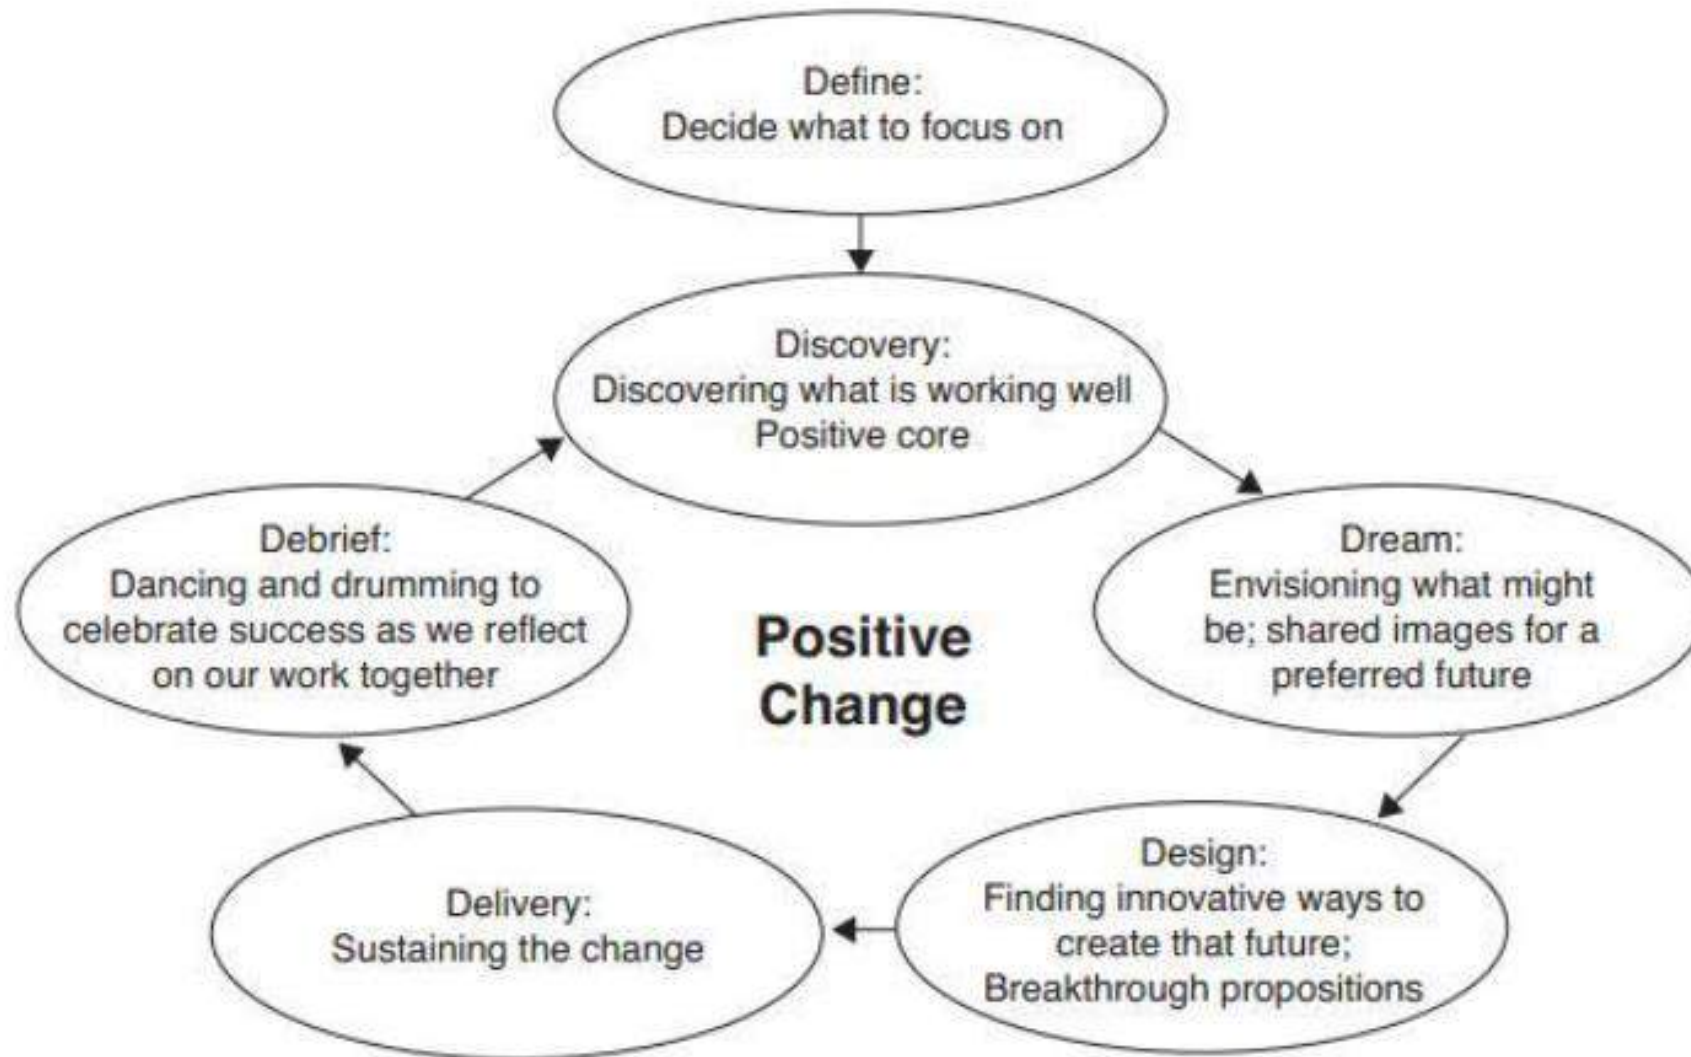 Define:
Decide what to focus on
Discovery:
Discovering what is working well
Positive core
Dream:
Envisioning what might
be; shared images for a
preferred future
Design:
Finding innovative ways to
create that future;
Breakthrough propositions
Delivery:
Sustaining the change
Debrief:
Dancing and drumming to
celebrate success as we reflect
on our work together
Positive
Change